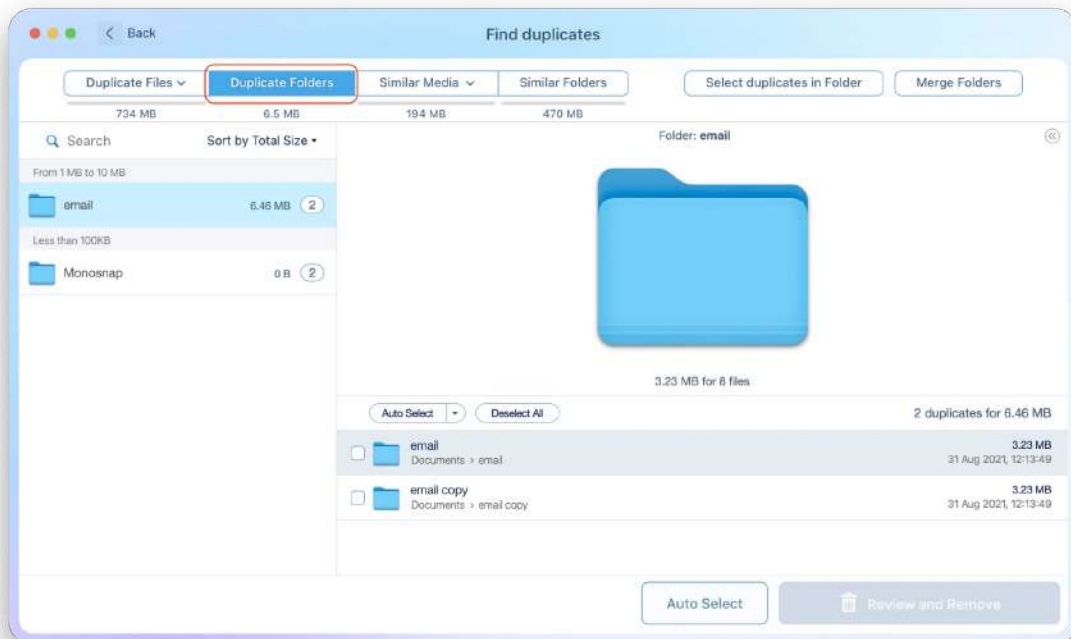 Back
Find duplicates
Duplicate Files
Duplicate Folders
Similar Media
Similar Folders
Select duplicates in Folder
Merge Folders
734 MB
6.5 MB
194 MB
470 MB
Search
Sort by Total Size
Folder: email
From 1 MB to 10 MB
email
6.46 MB
2
Less than 100KB
Monosnap
0 B
2
3.23 MB for 8 files
Auto Select
Deselect All
2 duplicates for 6.46 MB
email
3.23 MB
Documents › email
31 Aug 2021, 12:13:49
email copy
3.23 MB
Documents › email copy
31 Aug 2021, 12:13:49
Auto Select
Review and Remove